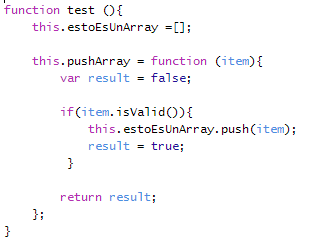 function test (){
this.estoEsUnArray =[];
this.pushArray = function (item){
var result = false;
if(item.isValid()){
this.estoEsUnArray.push(item);
result = true;
}
return result;
};
}